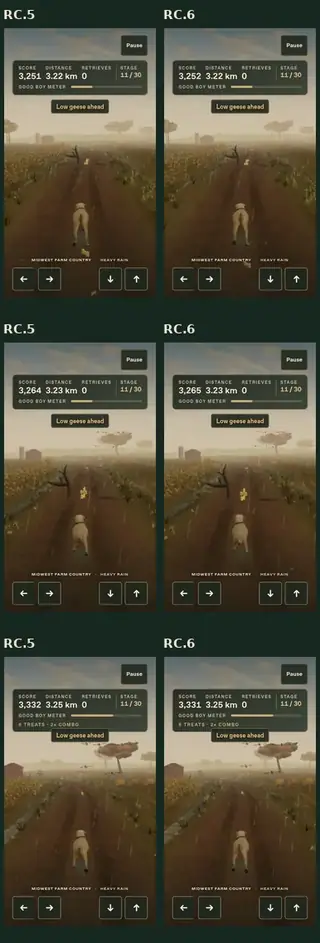 RC.5
Pause
SCORE DISTANCE RETRIEVES STAGE
3,251 3.22 km 0 11 / 30
GOOD BOY METER
Low geese ahead
MIDWEST FARM COUNTRY · HEAVY RAIN
← → ↓ ↑
RC.6
Pause
SCORE DISTANCE RETRIEVES STAGE
3,252 3.22 km 0 11 / 30
GOOD BOY METER
Low geese ahead
MIDWEST FARM COUNTRY · HEAVY RAIN
← → ↓ ↑
RC.5
Pause
SCORE DISTANCE RETRIEVES STAGE
3,264 3.23 km 0 11 / 30
GOOD BOY METER
Low geese ahead
MIDWEST FARM COUNTRY · HEAVY RAIN
← → ↓ ↑
RC.6
Pause
SCORE DISTANCE RETRIEVES STAGE
3,265 3.23 km 0 11 / 30
GOOD BOY METER
Low geese ahead
MIDWEST FARM COUNTRY · HEAVY RAIN
← → ↓ ↑
RC.5
Pause
SCORE DISTANCE RETRIEVES STAGE
3,332 3.25 km 0 11 / 30
GOOD BOY METER
TREATS · 2× COMBO
Low geese ahead
MIDWEST FARM COUNTRY · HEAVY RAIN
← → ↓ ↑
RC.6
Pause
SCORE DISTANCE RETRIEVES STAGE
3,331 3.25 km 0 11 / 30
GOOD BOY METER
TREATS · 2× COMBO
Low geese ahead
MIDWEST FARM COUNTRY · HEAVY RAIN
← → ↓ ↑